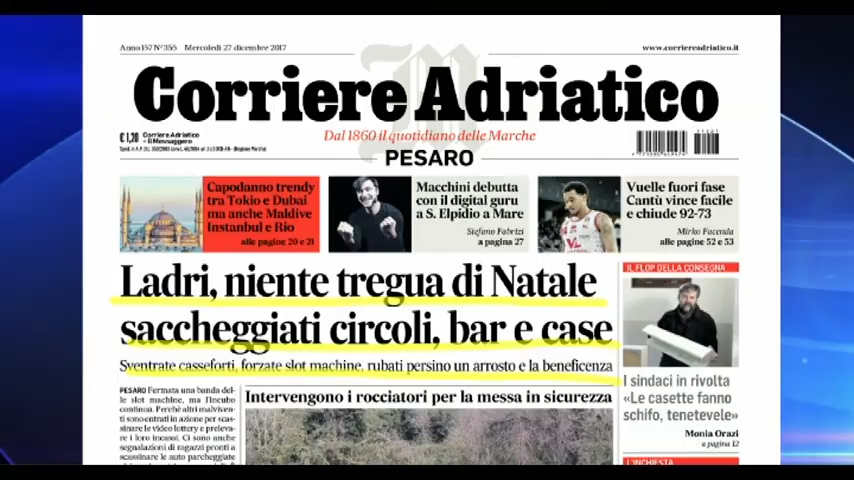 Anno 157 N° 355 Mercoledì 27 dicembre 2017
www.corriereadriatico.it
Corriere Adriatico
€ 1,20 Corriere Adriatico
+ Il Messaggero
Dal 1860 il quotidiano delle Marche
PESARO
Capodanno trendy
tra Tokio e Dubai
ma anche Maldive
Instanbul e Rio
alle pagine 20 e 21
Macchini debutta
con il digital guru
a S. Elpidio a Mare
Stefano Fabrizi
a pagina 27
Vuelle fuori fase
Cantù vince facile
e chiude 92-73
Mirko Facenda
alle pagine 52 e 53
Ladri, niente tregua di Natale
saccheggiati circoli, bar e case
Sventrate casseforti, forzate slot machine, rubati persino un arrosto e la beneficenza
PESARO Fermata una banda del-
le slot machine, ma l'incubo
continua. Perchè altri malviven-
ti sono entrati in azione per scas-
sinare le video lottery e preleva-
re i loro incassi. Ci sono anche
segnalazioni di ragazzi pronti a
scassinare le auto parcheggiate
Intervengono i rocciatori per la messa in sicurezza
IL FLOP DELLA CONSEGNA
I sindaci in rivolta
«Le casette fanno
schifo, tenetevele»
Monia Orazi
a pagina 12
L'INCHIESTA